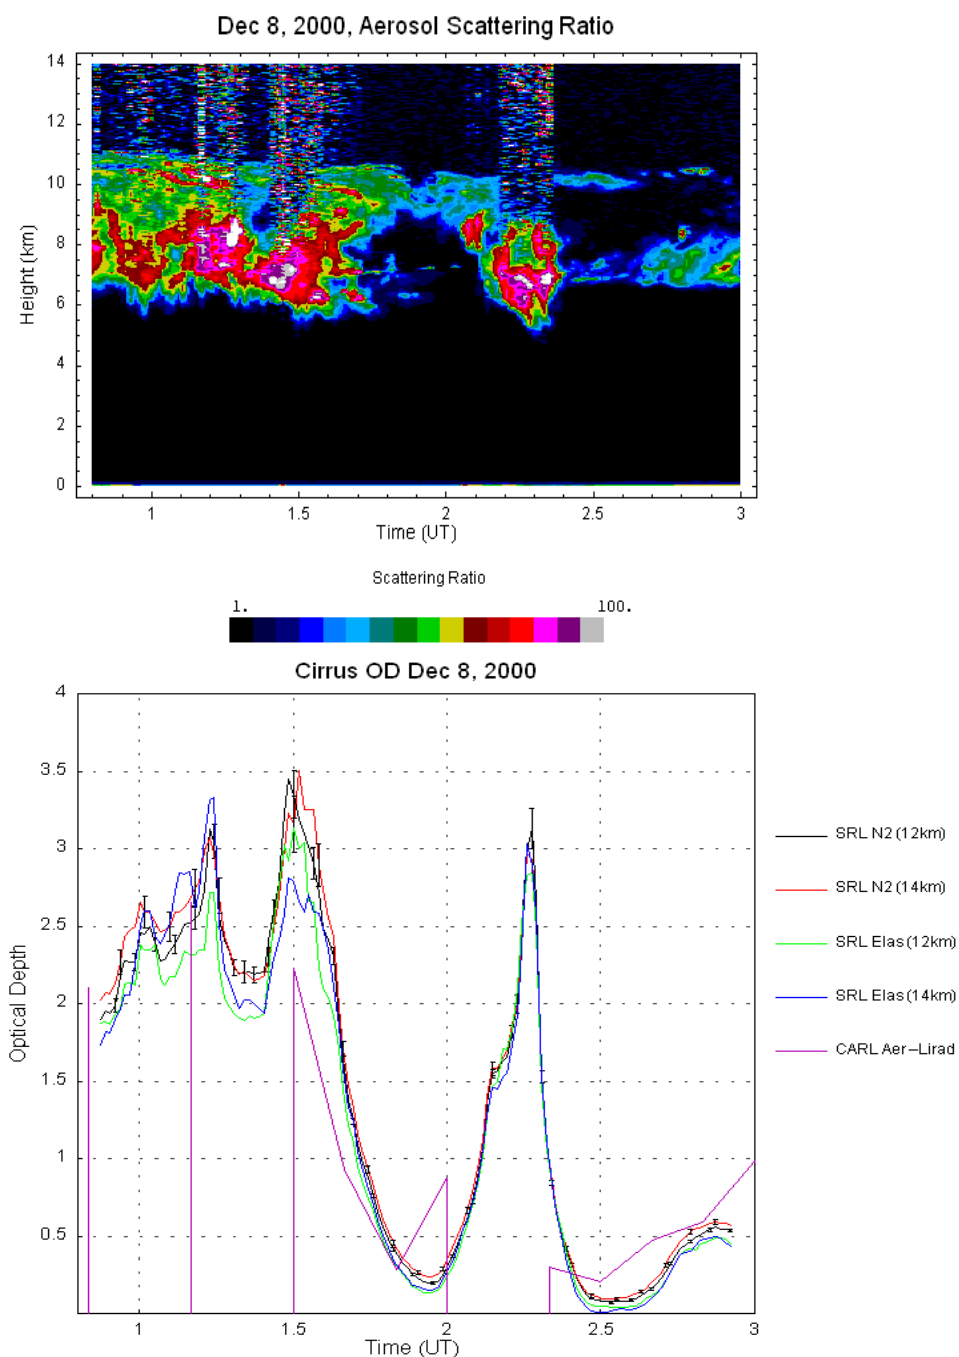 Dec 8, 2000, Aerosol Scattering Ratio
14
12
10
8
6
4
2
0
Height (km)
1
1.5
2
2.5
3
Time (UT)
Scattering Ratio
1.
100.
Cirrus OD Dec 8, 2000
4
3.5
3
2.5
2
1.5
1
0.5
Optical Depth
1
1.5
2
2.5
3
Time (UT)
SRL N2 (12km)
SRL N2 (14km)
SRL Elas (12km)
SRL Elas (14km)
CARL Aer-Lirad